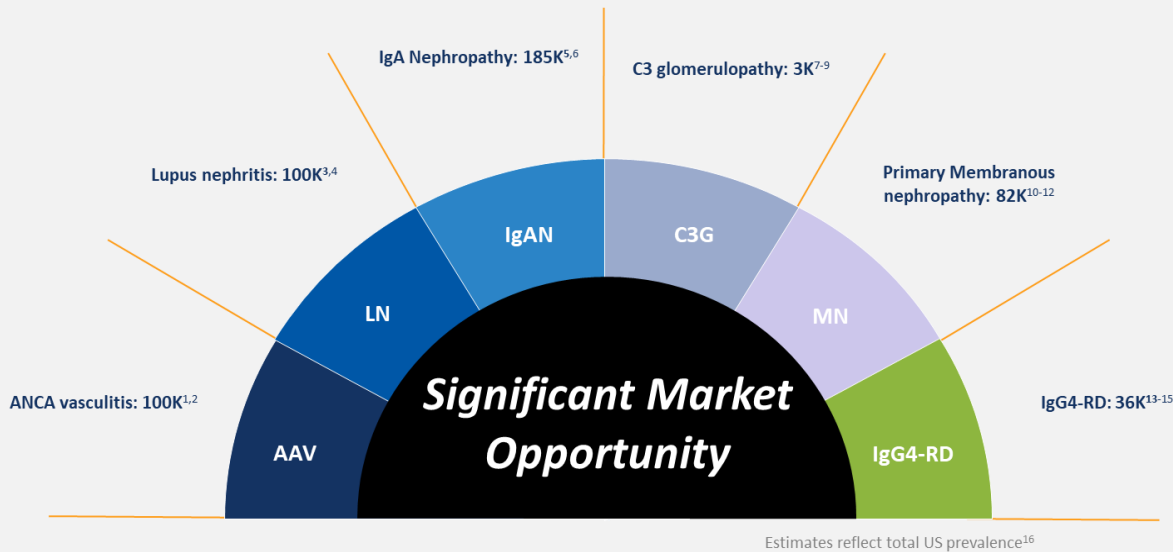 IgA Nephropathy: 185K5,6
C3 glomerulopathy: 3K7-9
Lupus nephritis: 100K3,4
Primary Membranous
nephropathy: 82K10-12
IgAN
C3G
LN
MN
ANCA vasculitis: 100K1,2
IgG4-RD: 36K13-15
Significant Market
Opportunity
AAV
IgG4-RD
Estimates reflect total US prevalence16